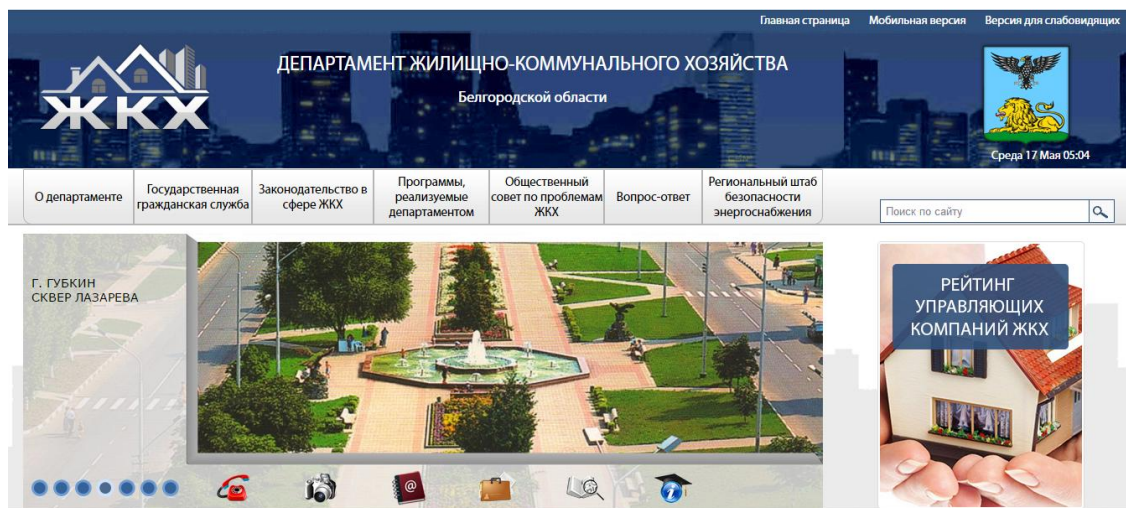 Главная страница Мобильная версия Версия для слабовидящих
ЖКХ
ДЕПАРТАМЕНТ ЖИЛИЩНО-КОММУНАЛЬНОГО ХОЗЯЙСТВА
Белгородской области
Среда 17 Мая 05:04
О департаменте
Государственная
гражданская служба
Законодательство в
сфере ЖКХ
Программы,
реализуемые
департаментом
Общественный
совет по проблемам
ЖКХ
Вопрос-ответ
Региональный штаб
безопасности
энергоснабжения
Поиск по сайту
Г. ГУБКИН
СКВЕР ЛАЗАРЕВА
РЕЙТИНГ
УПРАВЛЯЮЩИХ
КОМПАНИЙ ЖКХ
@
i